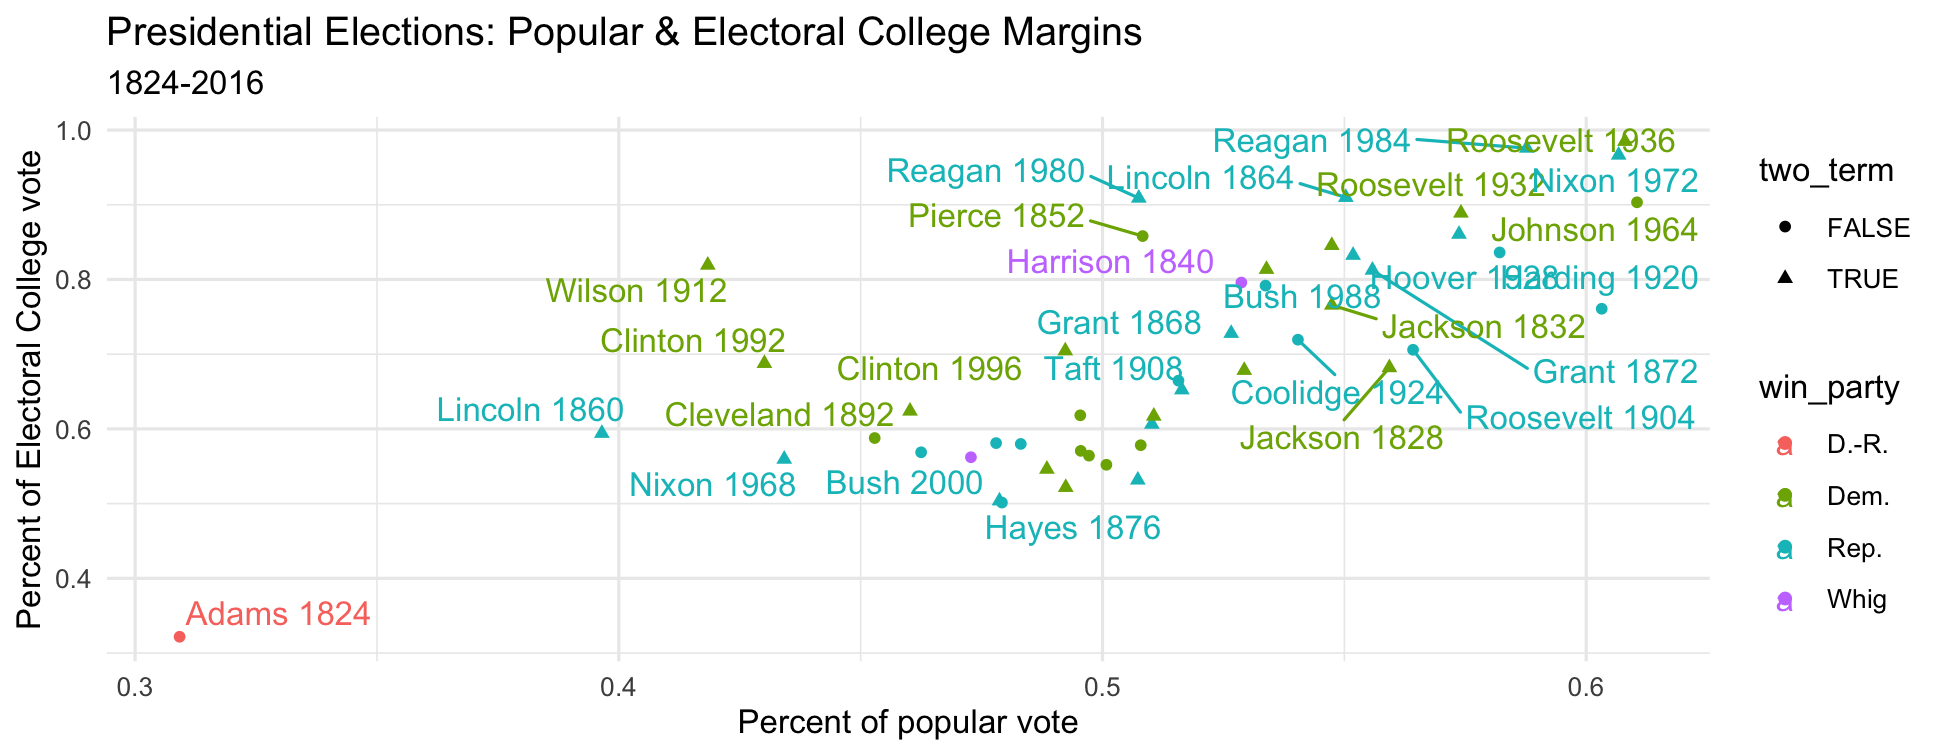 Presidential Elections: Popular & Electoral College Margins
1824-2016
Percent of Electoral College vote
1.0
0.8
0.6
0.4
Reagan 1984
Roosevelt 1936
Reagan 1980
Lincoln 1864
Roosevelt 1932
Nixon 1972
Pierce 1852
Johnson 1964
Harrison 1840
Hoover 1928
Harding 1920
Wilson 1912
Bush 1988
Grant 1868
Jackson 1832
Clinton 1992
Clinton 1996
Taft 1908
Grant 1872
Coolidge 1924
Lincoln 1860
Cleveland 1892
Roosevelt 1904
Jackson 1828
Nixon 1968
Bush 2000
Hayes 1876
Adams 1824
0.3
0.4
0.5
0.6
Percent of popular vote
two_term
FALSE
TRUE
win_party
a D.-R.
a Dem.
a Rep.
a Whig